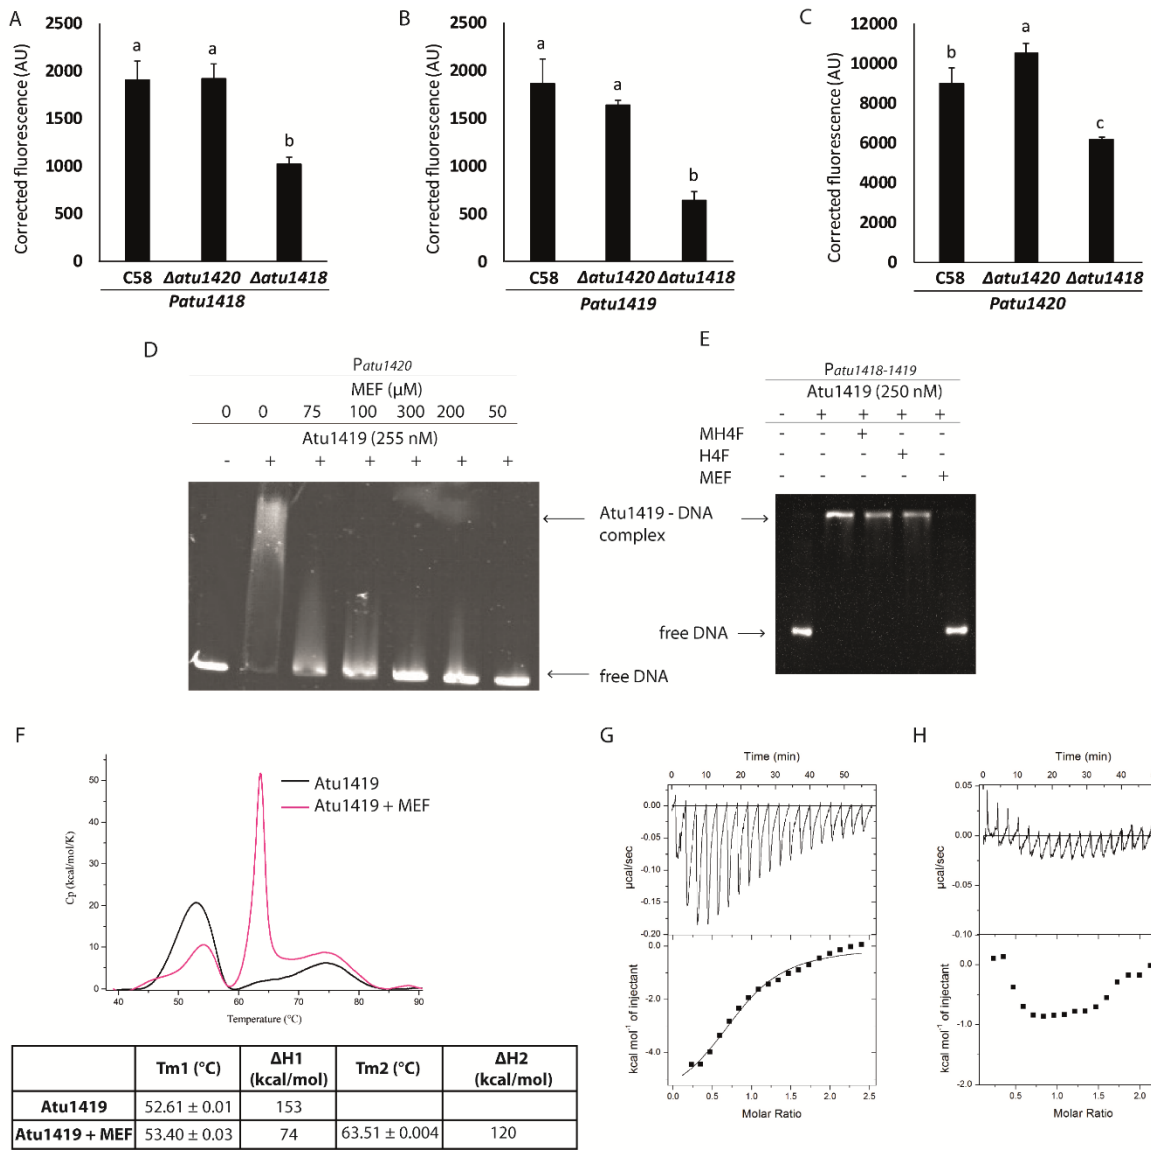 A
Corrected fluorescence (AU)
2500
2000
1500
1000
500
0
a
a
b
C58 Δatu1420 Δatu1418
Patu1418
B
Corrected fluorescence (AU)
2500
2000
1500
1000
500
0
a
a
b
C58 Δatu1420 Δatu1418
Patu1419
C
Corrected fluorescence (AU)
12000
10000
8000
6000
4000
2000
0
b
a
c
C58 Δatu1420 Δatu1418
Patu1420
D
Patu1420
MEF (µM)
0 0 75 100 300 200 50
Atu1419 (255 nM)
- + + + + + +
Atu1419 - DNA
complex
free DNA
free DNA
E
Patu1418-1419
Atu1419 (250 nM)
- + + + +
MH4F - - + - -
H4F - - - + -
MEF - - - - +
F
Cp (kcal/mol/K)
50
40
30
20
10
0
Atu1419
Atu1419 + MEF
40 50 60 70 80 90
Temperature (°C)
Tm1 (°C) ΔH1 (kcal/mol) Tm2 (°C) ΔH2 (kcal/mol)
Atu1419 52.61 ± 0.01 153
Atu1419 + MEF 53.40 ± 0.03 74 63.51 ± 0.004 120
G
Time (min)
0 10 20 30 40 50
0.00
-0.05
-0.10
-0.15
-0.20
µcal/sec
0.0
-2.0
-4.0
kcal mol⁻¹ of injectant
0.0 0.5 1.0 1.5 2.0 2.5
Molar Ratio
H
Time (min)
0 10 20 30 40
0.05
0.00
-0.05
-0.10
µcal/sec
0.0
-1.0
-2.0
kcal mol⁻¹ of injectant
0.5 1.0 1.5 2.0
Molar Ratio